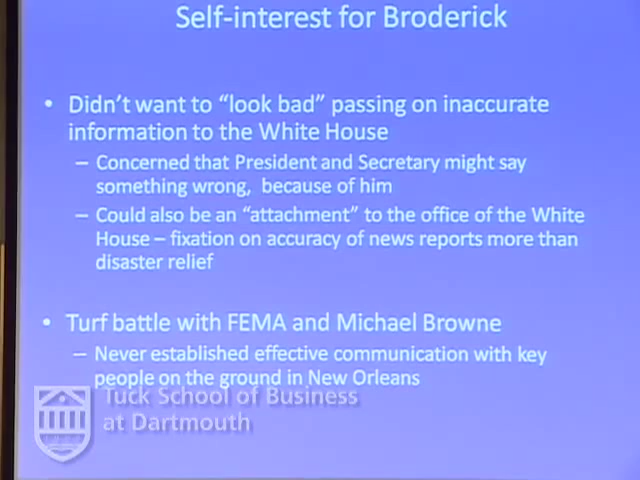 Self-interest for Broderick
• Didn't want to “look bad” passing on inaccurate
information to the White House
– Concerned that President and Secretary might say
something wrong, because of him
– Could also be an “attachment” to the office of the White
House – fixation on accuracy of news reports more than
disaster relief
• Turf battle with FEMA and Michael Browne
– Never established effective communication with key
people on the ground in New Orleans
Tuck School of Business
at Dartmouth